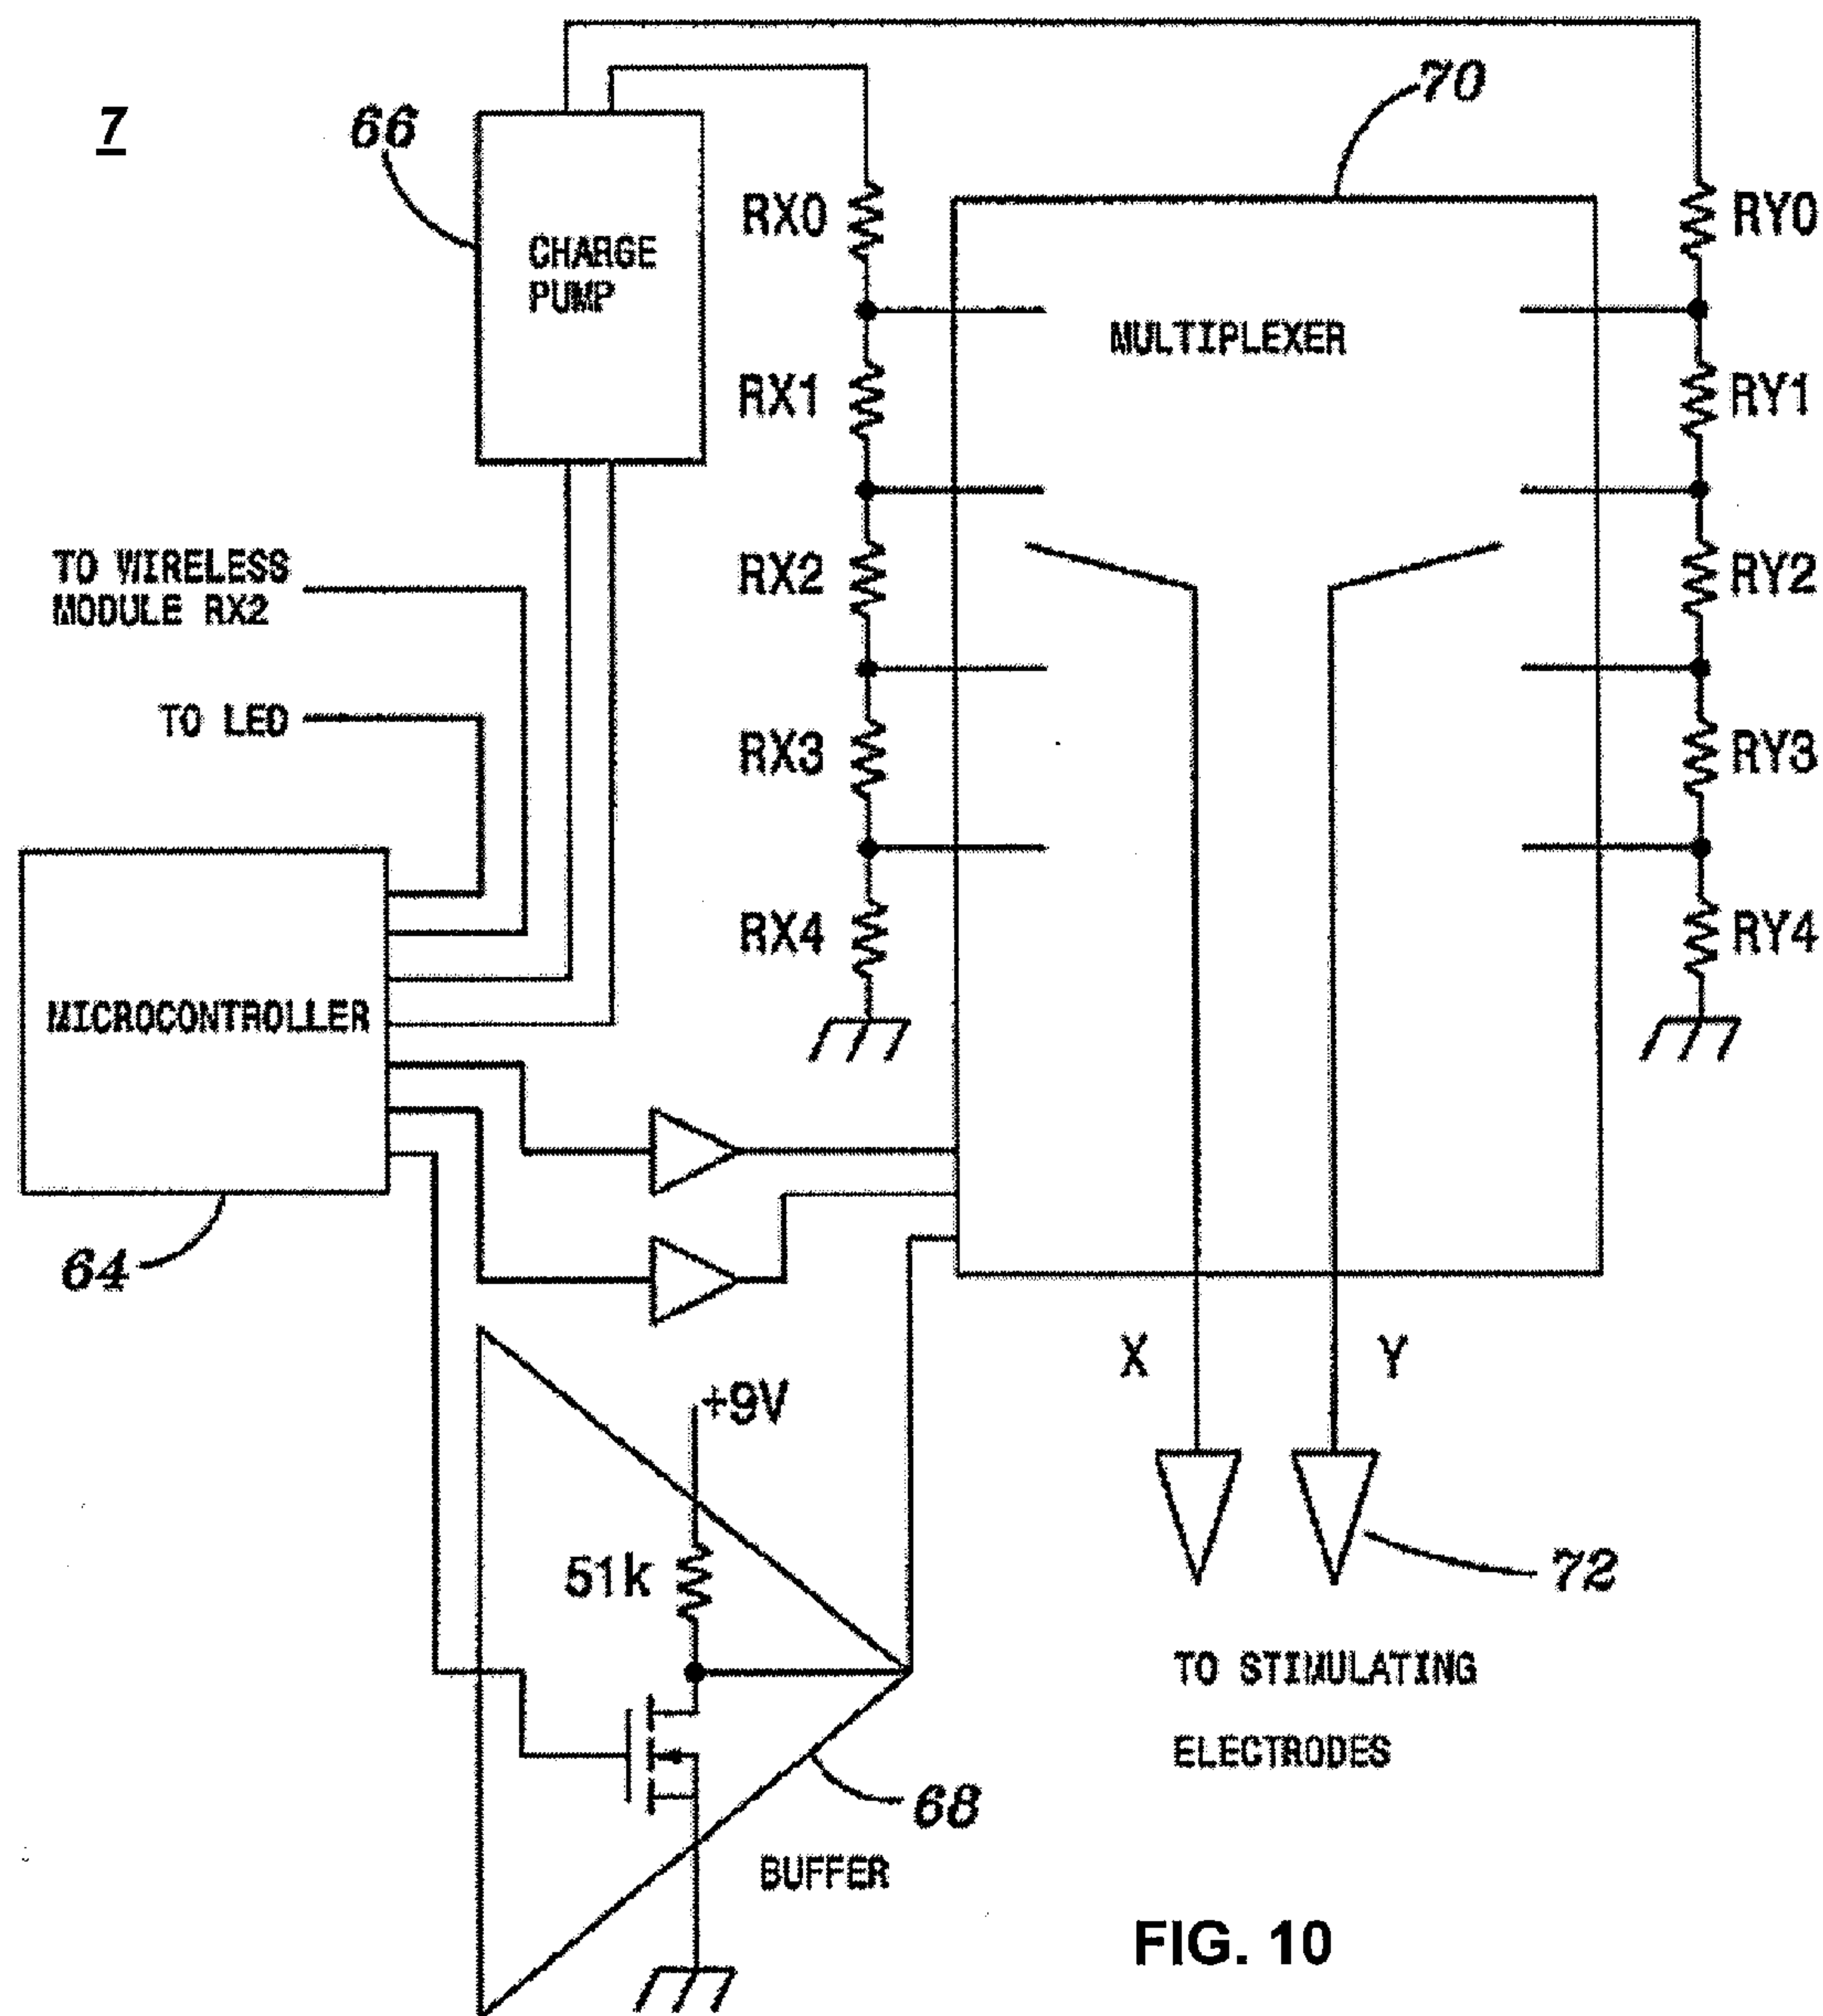 7
66
70
CHARGE
PUMP
RX0
RY0
MULTIPLEXER
RX1
RY1
TO WIRELESS
MODULE RX2
RX2
RY2
TO LED
RX3
RY3
RX4
RY4
MICROCONTROLLER
64
X
Y
+9V
51k
72
TO STIMULATING
ELECTRODES
68
BUFFER
FIG. 10